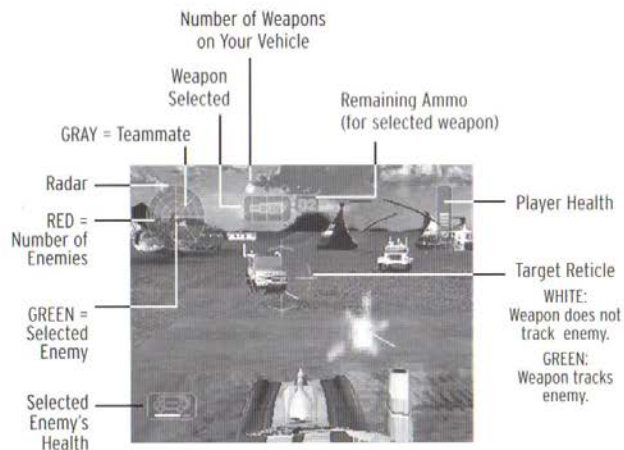 Number of Weapons
on Your Vehicle
Weapon
Selected
Remaining Ammo
(for selected weapon)
GRAY = Teammate
Radar
RED =
Number of
Enemies
GREEN =
Selected
Enemy
Selected
Enemy's
Health
Player Health
Target Reticle
WHITE:
Weapon does not
track enemy.
GREEN:
Weapon tracks
enemy.
02